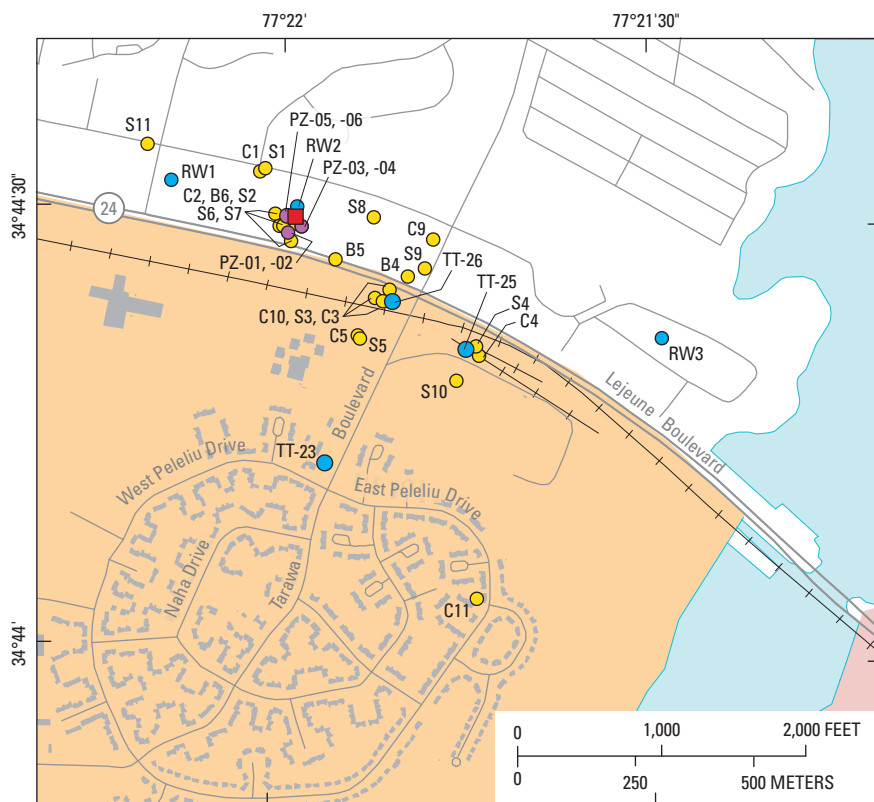 77°22'
77°21'30"
PZ-05, -06
S11
RW2
C1
S1
PZ-03, -04
RW1
C2, B6, S2
34°44'30"
24
S6, S7
S8
C9
PZ-01, -02
B5
S9
B4
TT-26
TT-25
C10, S3, C3
S4
C4
C5
S5
RW3
S10
Lejeune Boulevard
Boulevard
TT-23
West Peleliu Drive
East Peleliu Drive
Naha Drive
Tarawa
C11
34°44'
0 1,000 2,000 FEET
0 250 500 METERS